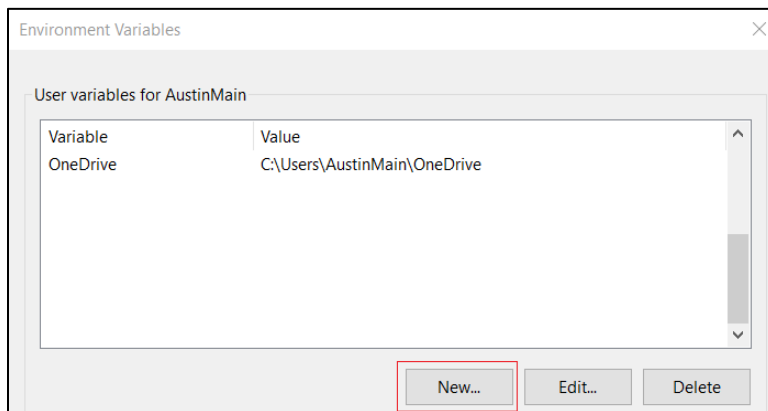 Environment Variables
User variables for AustinMain
Variable Value
OneDrive C:\Users\AustinMain\OneDrive
New... Edit... Delete